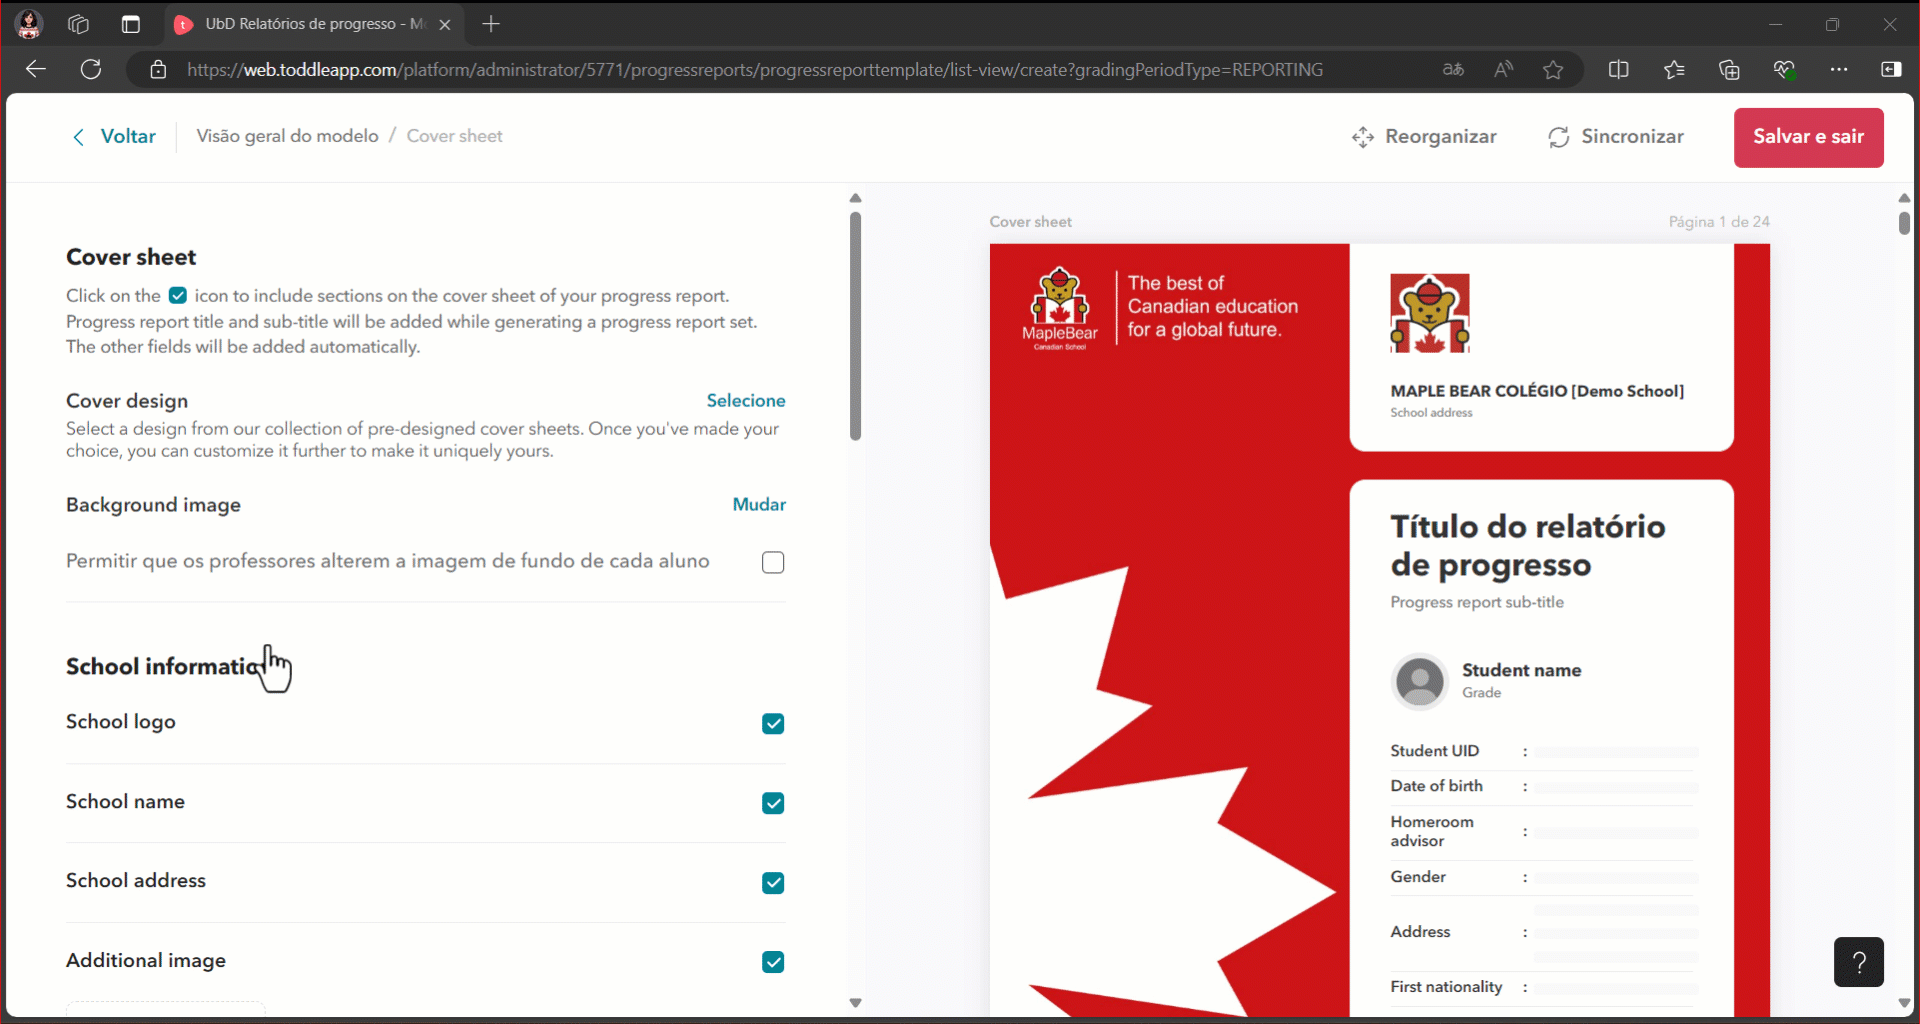 UbD Relatórios de progresso - Mo
https://web.toddleapp.com/platform/administrator/5771/progressreports/progressreporttemplate/list-view/create?gradingPeriodType=REPORTING
Voltar
Visão geral do modelo / Cover sheet
Reorganizar
Sincronizar
Salvar e sair
Cover sheet
Click on the icon to include sections on the cover sheet of your progress report.
Progress report title and sub-title will be added while generating a progress report set.
The other fields will be added automatically.
Cover design
Selecione
Select a design from our collection of pre-designed cover sheets. Once you've made your
choice, you can customize it further to make it uniquely yours.
Background image
Mudar
Permitir que os professores alterem a imagem de fundo de cada aluno
School informatio
School logo
School name
School address
Additional image
Cover sheet
Página 1 de 24
MapleBear
Canadian School
The best of
Canadian education
for a global future.
MAPLE BEAR COLÉGIO [Demo School]
School address
Título do relatório
de progresso
Progress report sub-title
Student name
Grade
Student UID :
Date of birth :
Homeroom
advisor :
Gender :
Address :
First nationality :
?